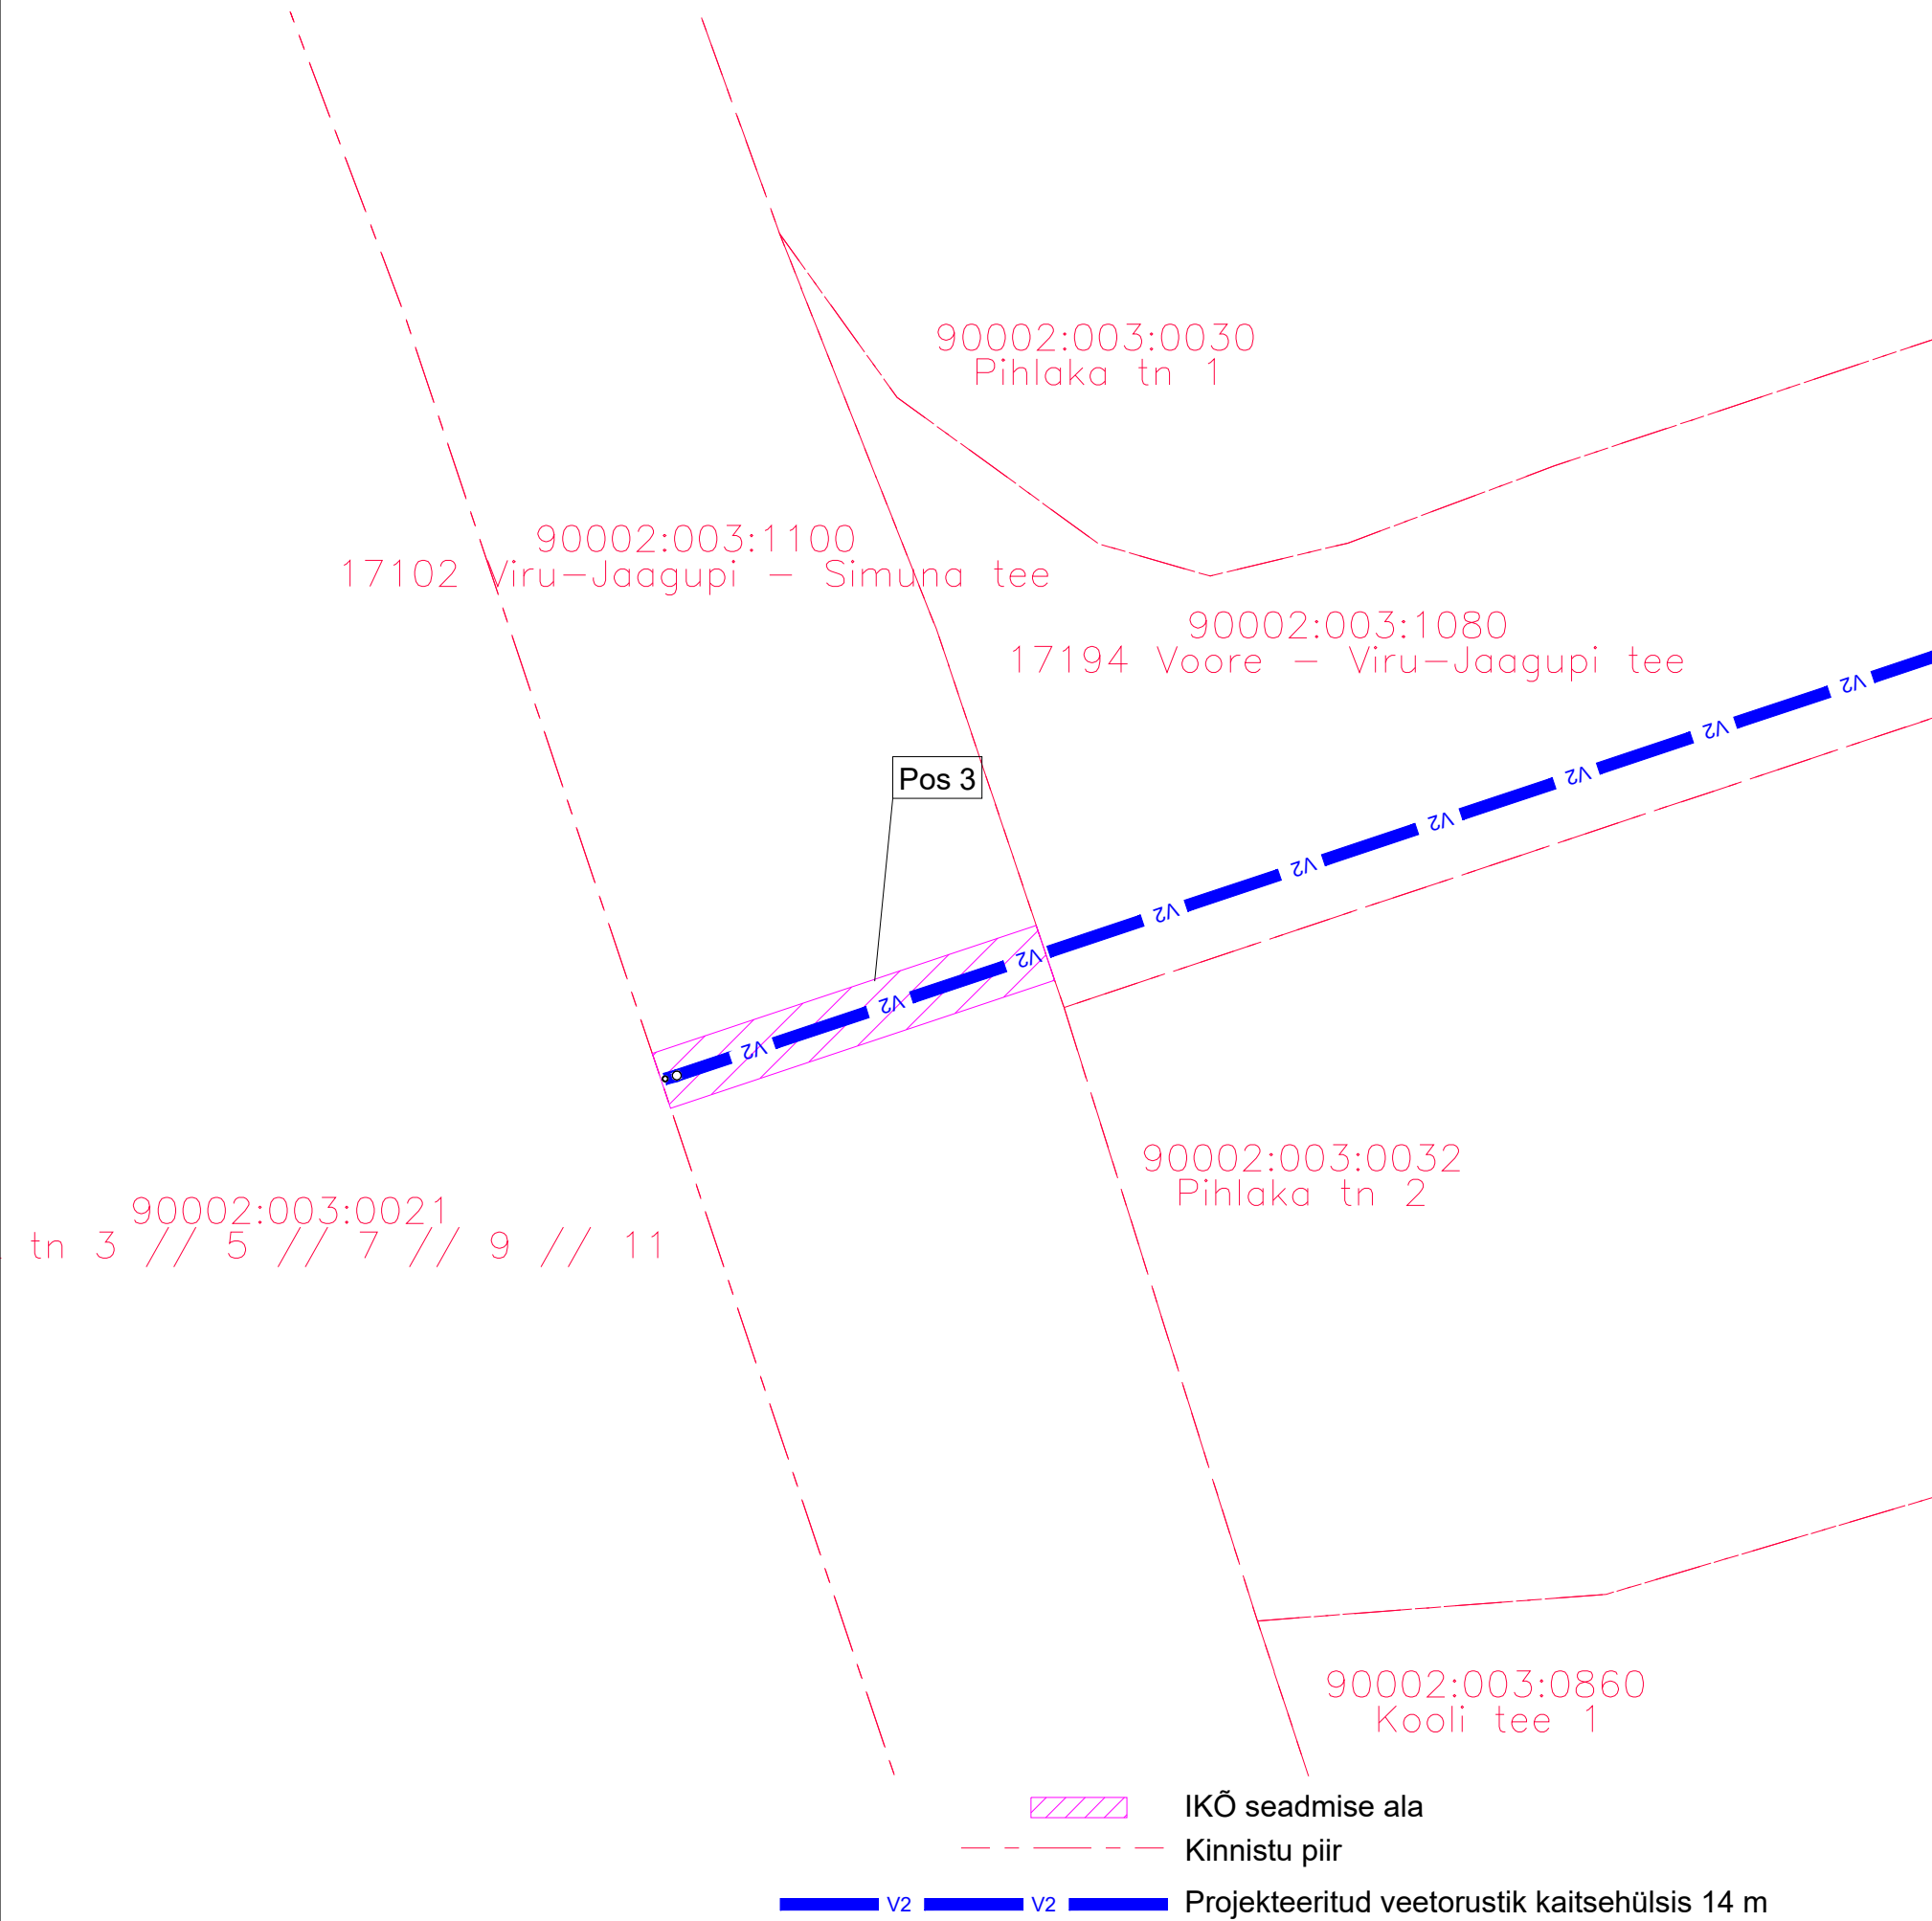 90002:003:0030
Pihlaka tn 1
90002:003:1100
17102 Viru-Jaagupi - Simuna tee
90002:003:1080
17194 Voore - Viru-Jaagupi tee
V2
V2
V2
Pos 3
V2
V2
V2
V2
V2
V2
90002:003:0032
Pihlaka tn 2
90002:003:0021
tn 3 // 5 // 7 // 9 // 11
90002:003:0860
Kooli tee 1
IKÕ seadmise ala
Kinnistu piir
V2 V2 Projekteeritud veetorustik kaitsehülsis 14 m